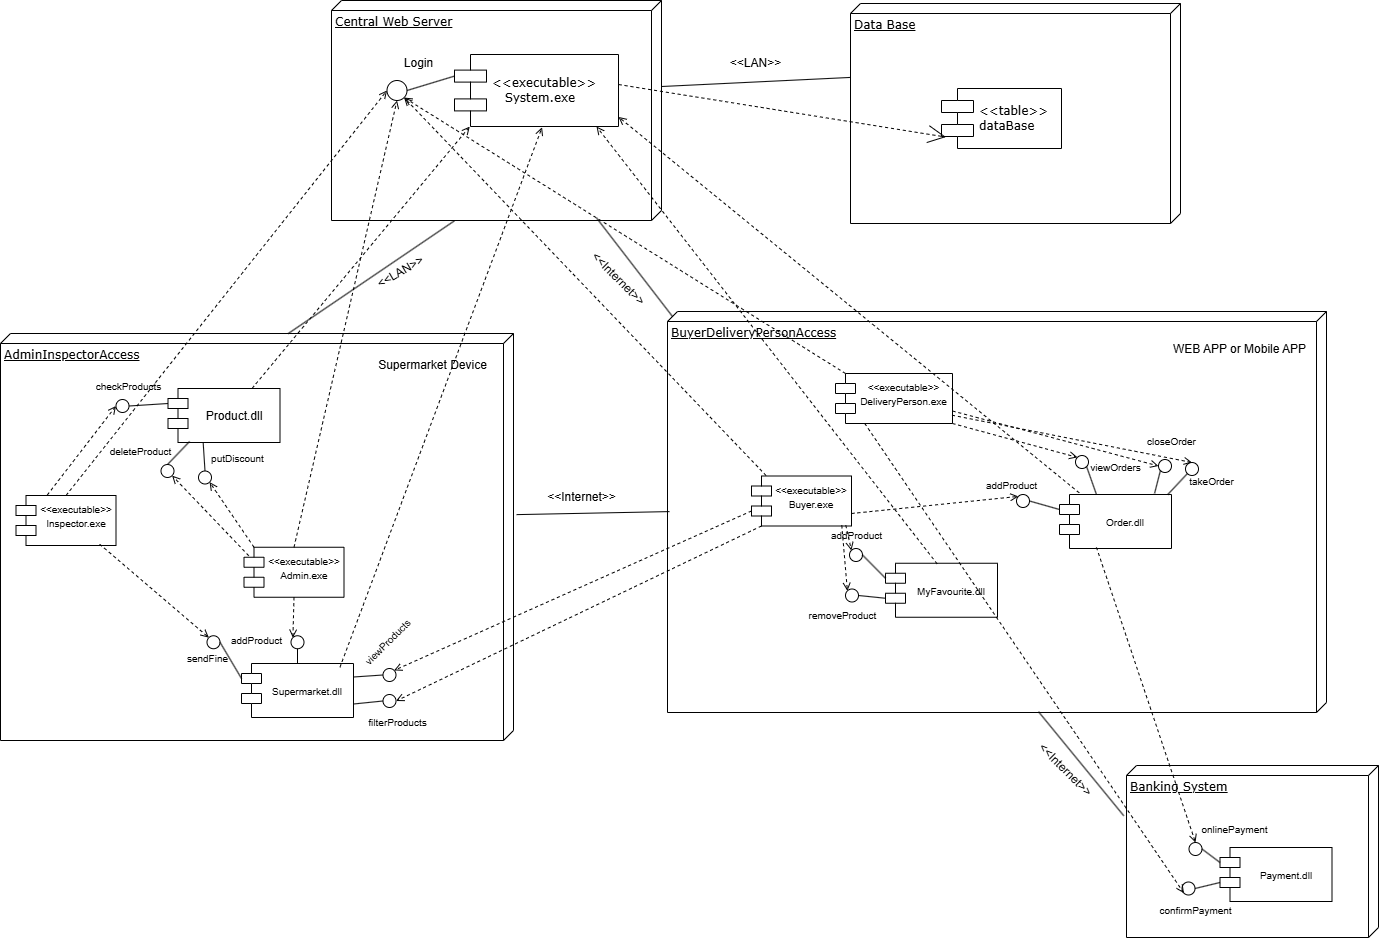 Central Web Server
Login
<<executable>>
System.exe
<<LAN>>
Data Base
<<table>>
dataBase
<<LAN>>
<<Internet>>
AdminInspectorAccess
Supermarket Device
checkProducts
Product.dll
deleteProduct
putDiscount
<<executable>>
Inspector.exe
<<executable>>
Admin.exe
addProduct
sendFine
Supermarket.dll
viewProducts
filterProducts
<<Internet>>
BuyerDeliveryPersonAccess
WEB APP or Mobile APP
<<executable>>
DeliveryPerson.exe
closeOrder
viewOrders
takeOrder
addProduct
Order.dll
<<executable>>
Buyer.exe
addProduct
MyFavourite.dll
removeProduct
<<Internet>>
Banking System
onlinePayment
Payment.dll
confirmPayment